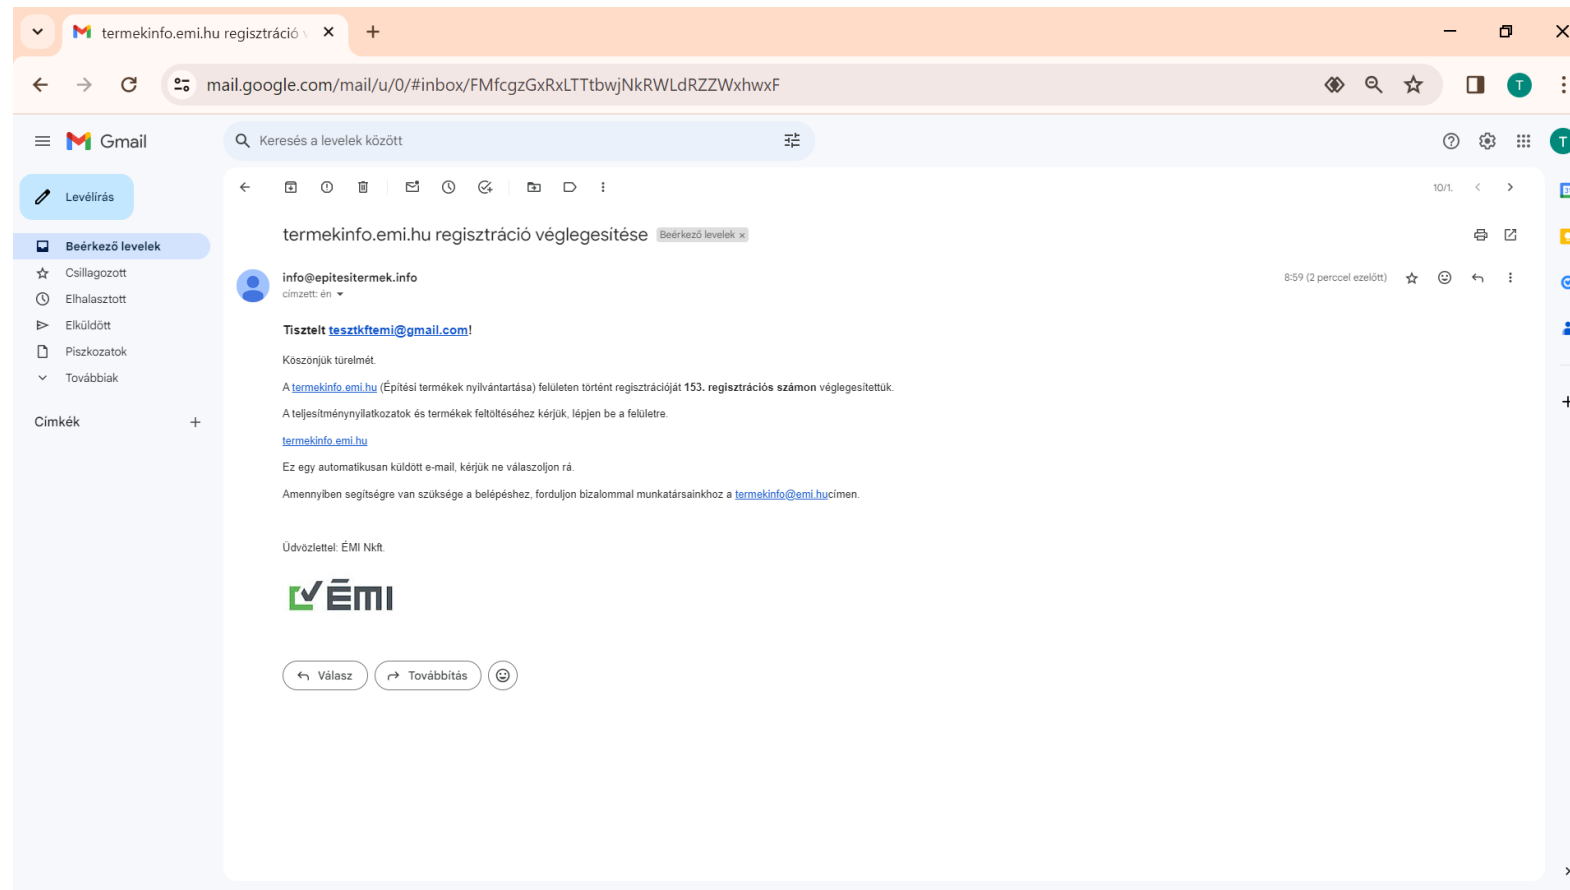 termekinfo.emi.hu regisztráció v
mail.google.com/mail/u/0/#inbox/FMfcgzGxRxLTTtbwjNkRWLdRZZWxhwxF
T
Gmail
Keresés a levelek között
T
Levélírás
10/1.
Beérkező levelek
Csillagozott
Elhalasztott
Elküldött
Piszkozatok
Továbbiak
Címkék
termekinfo.emi.hu regisztráció véglegesítése Beérkező levelek ×
info@epitesitermek.info
8:59 (2 perccel ezelőtt)
címzett: én
Tisztelt tesztkftemi@gmail.com!
Köszönjük türelmét.
A termekinfo.emi.hu (Építési termékek nyilvántartása) felületen történt regisztrációját 153. regisztrációs számon véglegesítettük.
A teljesítménynyilatkozatok és termékek feltöltéséhez kérjük, lépjen be a felületre.
termekinfo.emi.hu
Ez egy automatikusan küldött e-mail, kérjük ne válaszoljon rá.
Amennyiben segítségre van szüksége a belépéshez, forduljon bizalommal munkatársainkhoz a termekinfo@emi.hucímen.
Üdvözlettel: ÉMI Nkft.
Émi
Válasz
Továbbítás